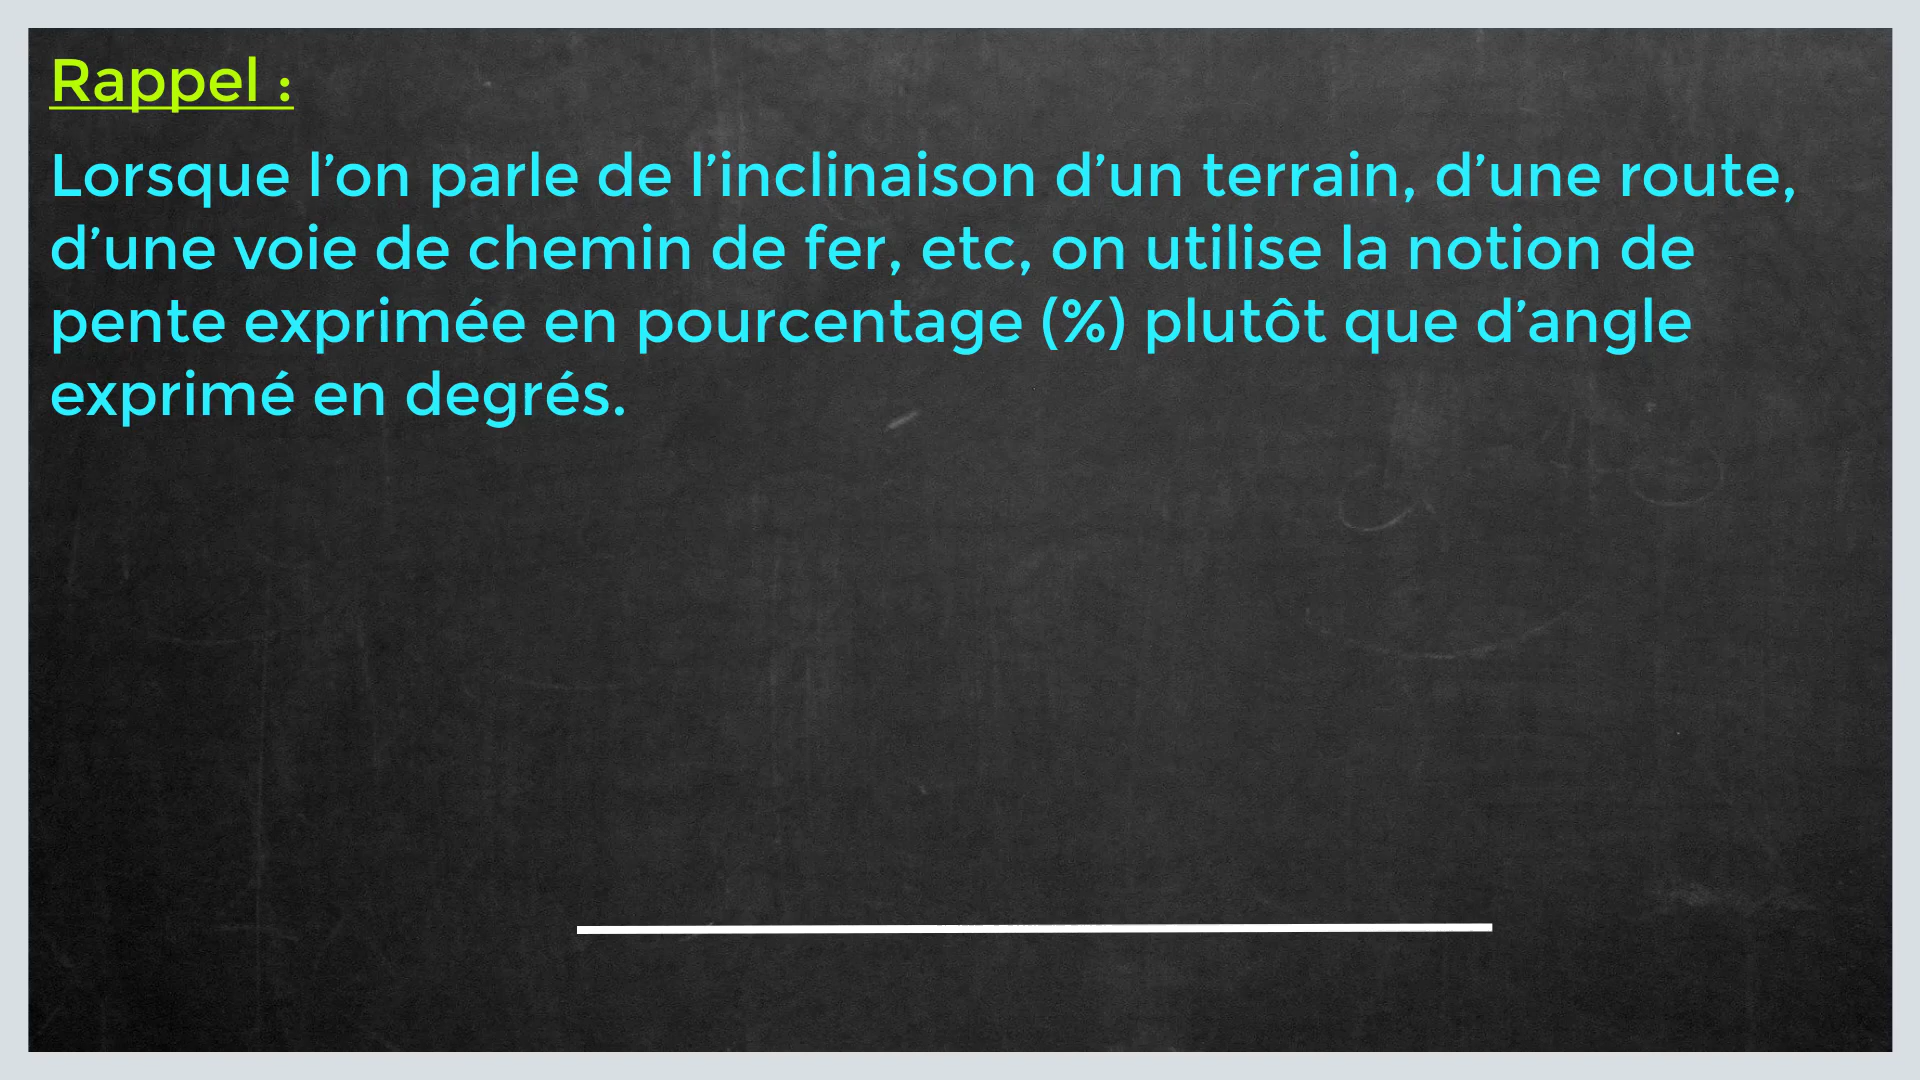 Rappel :
Lorsque l’on parle de l’inclinaison d’un terrain, d’une route,
d’une voie de chemin de fer, etc, on utilise la notion de
pente exprimée en pourcentage (%) plutôt que d’angle
exprimé en degrés.